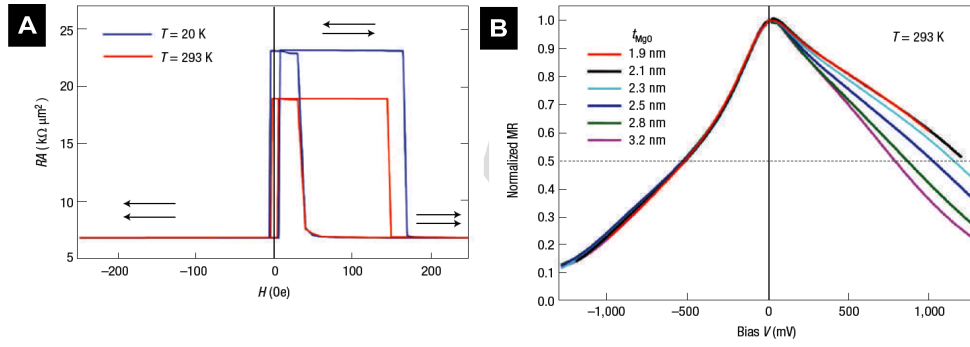 A
25
20
15
10
5
RA ( kΩ μm²)
T = 20 K
T = 293 K
−200
−100
0
100
200
H (Oe)
B
1.0
0.9
0.8
0.7
0.6
0.5
0.4
0.3
0.2
0.1
0.0
Normalized MR
tMgO
1.9 nm
2.1 nm
2.3 nm
2.5 nm
2.8 nm
3.2 nm
T = 293 K
−1,000
−500
0
500
1,000
Bias V (mV)